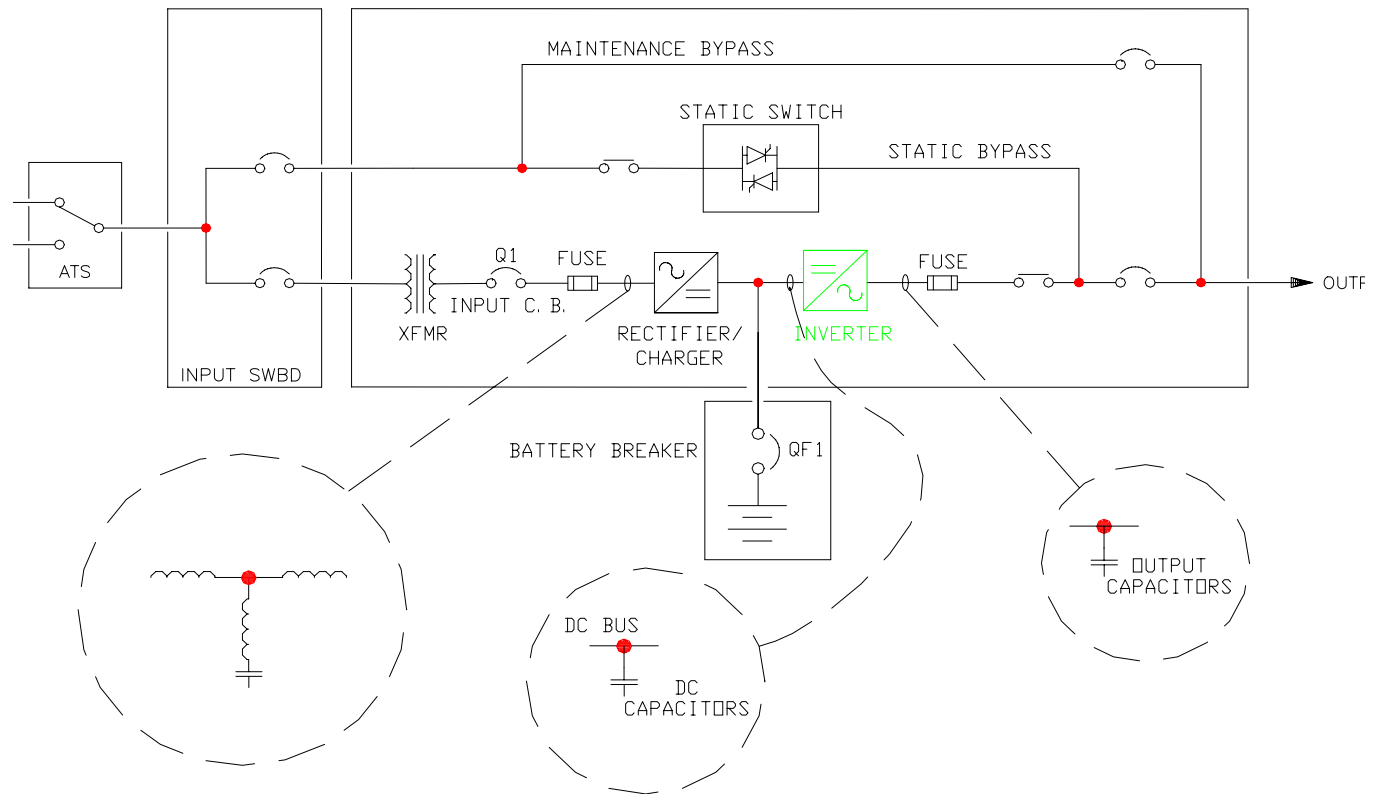 MAINTENANCE BYPASS
STATIC SWITCH
STATIC BYPASS
ATS
Q1
FUSE
FUSE
INPUT C. B.
XFMR
RECTIFIER/
CHARGER
INVERTER
INPUT SWBD
BATTERY BREAKER
QF1
OUTPUT
CAPACITORS
DC BUS
DC
CAPACITORS